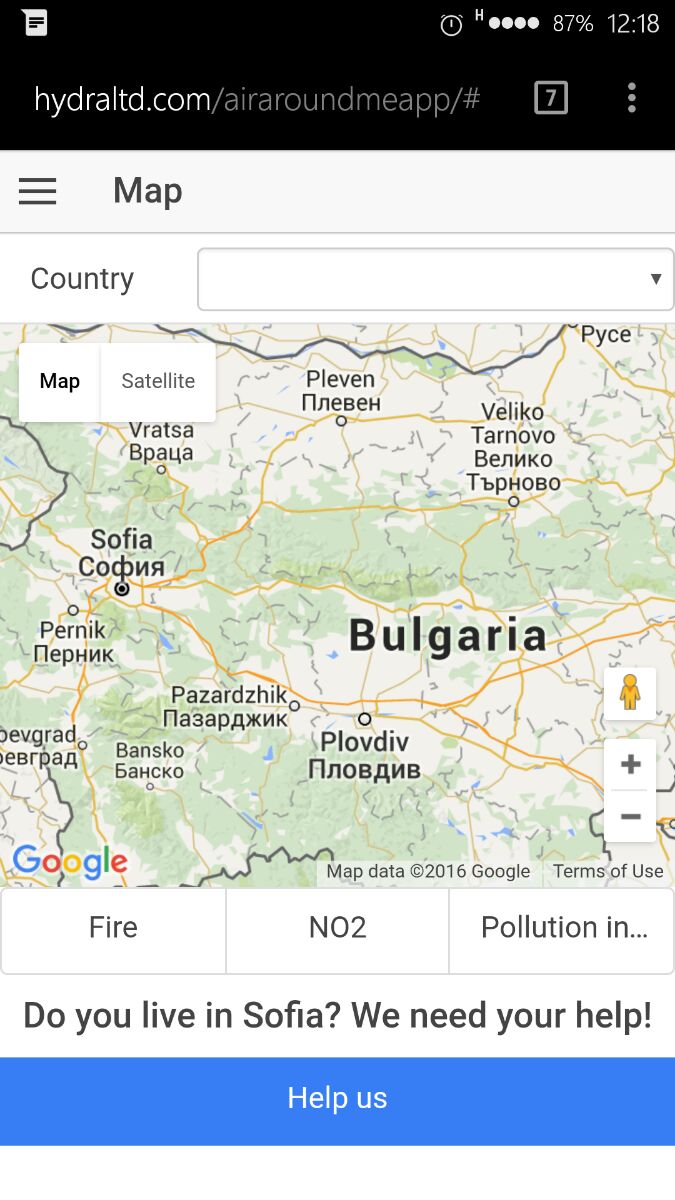 H 87% 12:18
hydraltd.com/airaroundmeapp/# 7
Map
Country
Русе
Map Satellite
Pleven
Плевен
Vratsa
Враца
Veliko
Tarnovo
Велико
Търново
Sofia
София
Pernik
Перник
Bulgaria
Pazardzhik
Пазарджик
oevgrad
оевград
Bansko
Банско
Plovdiv
Пловдив
+
−
Google
Map data ©2016 Google Terms of Use
Fire NO2 Pollution in...
Do you live in Sofia? We need your help!
Help us